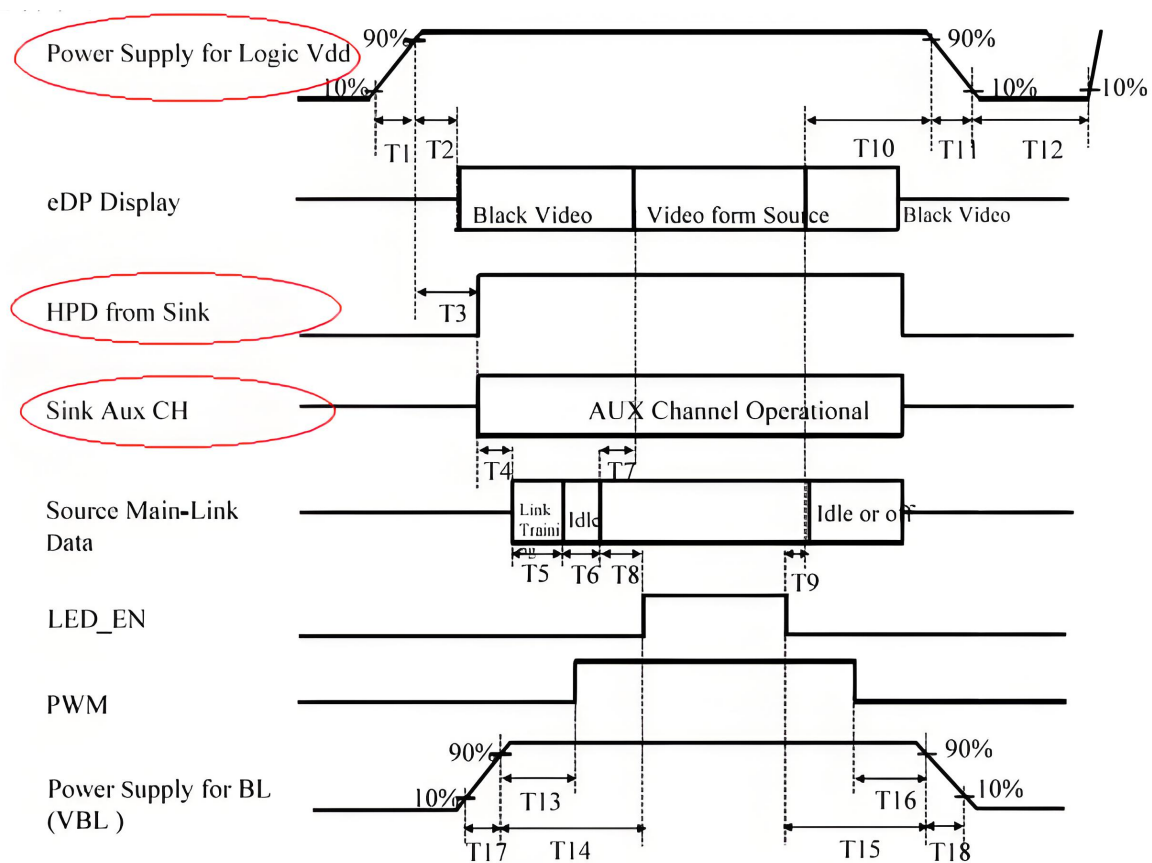 Power Supply for Logic Vdd
90%
90%
10%
10%
10%
T1
T2
T10
T11
T12
eDP Display
Black Video
Video form Source
Black Video
HPD from Sink
T3
Sink Aux CH
AUX Channel Operational
T4
T7
Source Main-Link
Data
Link
Traini
ng
Idle
Idle or off
T5
T6
T8
T9
LED_EN
PWM
90%
90%
Power Supply for BL
(VBL )
10%
10%
T13
T16
T17
T14
T15
T18